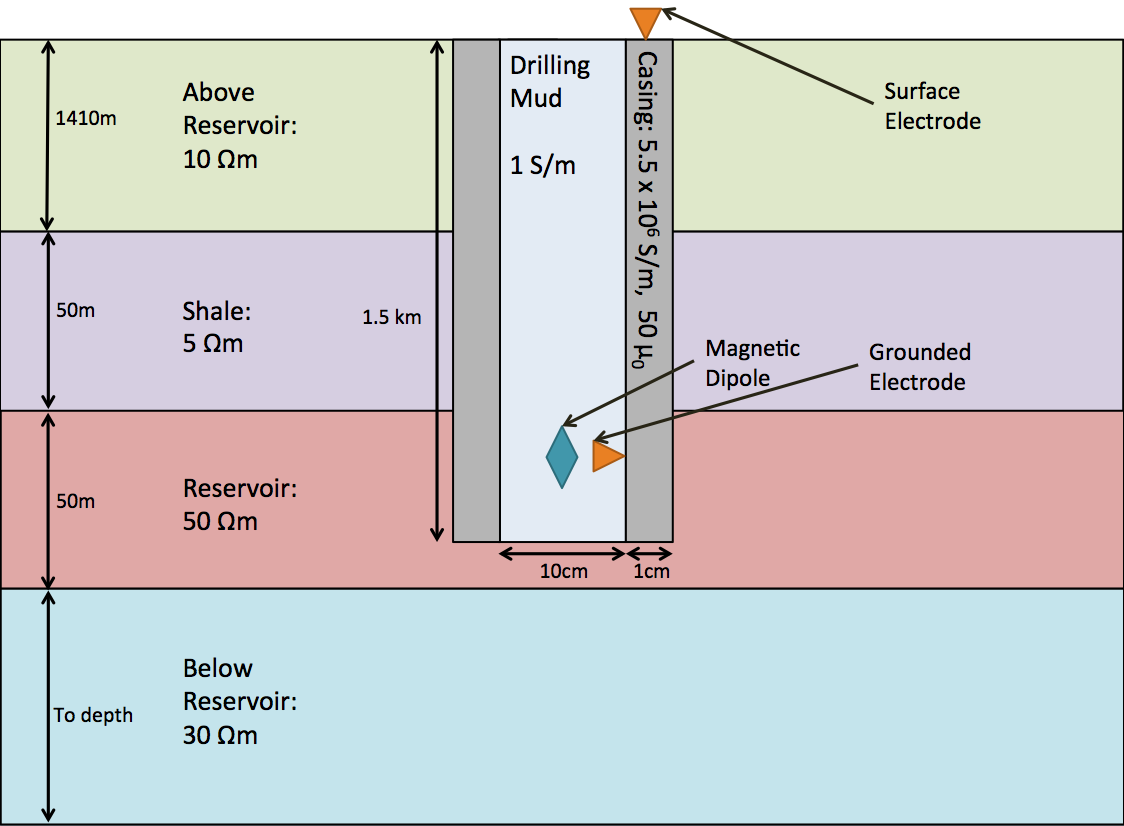 Drilling
Mud
1 S/m
Casing: 5.5 x 10⁶ S/m, 50 μ₀
Surface
Electrode
1410m
Above
Reservoir:
10 Ωm
50m
Shale:
5 Ωm
1.5 km
Magnetic
Dipole
Grounded
Electrode
50m
Reservoir:
50 Ωm
10cm
1cm
To depth
Below
Reservoir:
30 Ωm